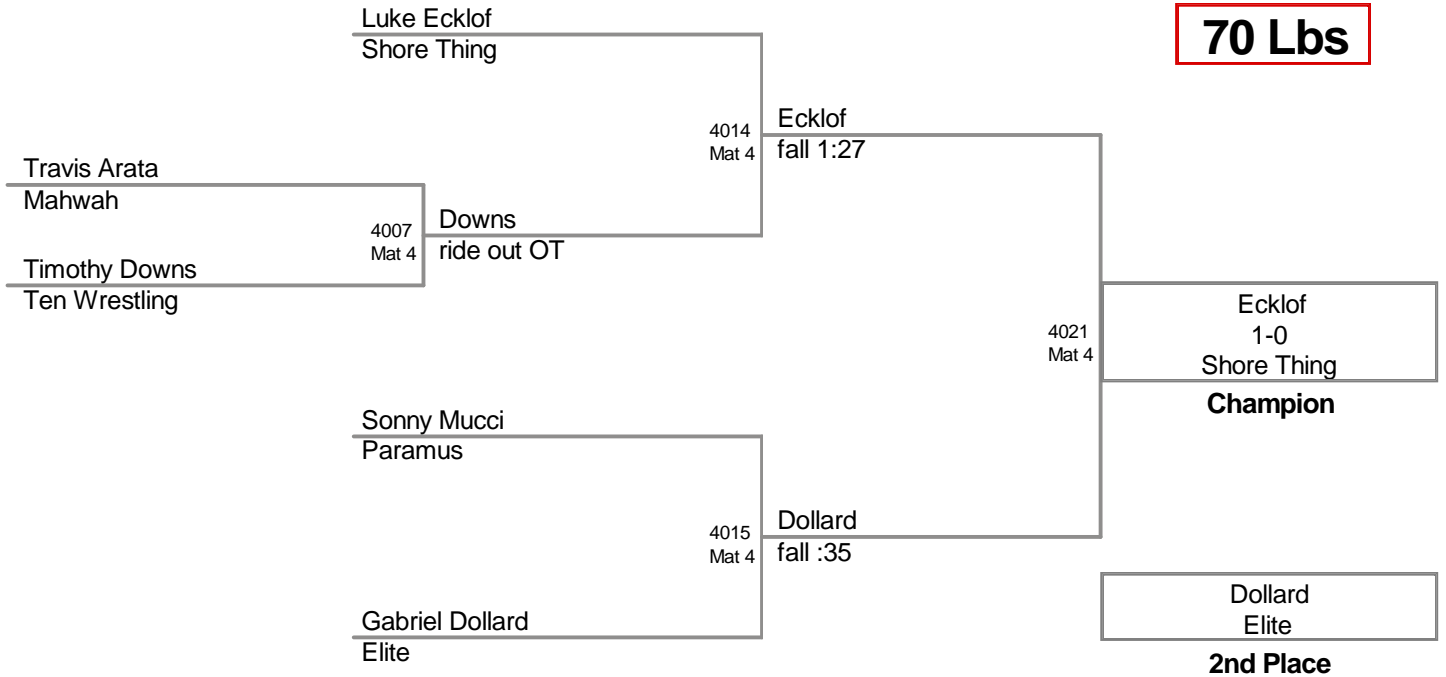 Luke Ecklof
Shore Thing
70 Lbs
4014
Mat 4
Ecklof
fall 1:27
Travis Arata
Mahwah
4007
Mat 4
Downs
ride out OT
Timothy Downs
Ten Wrestling
4021
Mat 4
Ecklof
1-0
Shore Thing
Champion
Sonny Mucci
Paramus
4015
Mat 4
Dollard
fall :35
Gabriel Dollard
Elite
Dollard
Elite
2nd Place